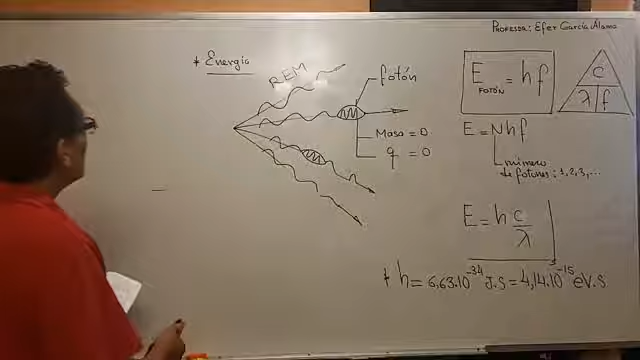 Profesor: Efer García Álamo
* Energía
REM
fotón
Masa = 0
q = 0
E FOTÓN = hf
c
λ f
E = Nhf
número
de fotones: 1, 2, 3, ...
E = h c/λ
* h = 6,63.10^-34 J.s = 4,14.10^-15 eV.s